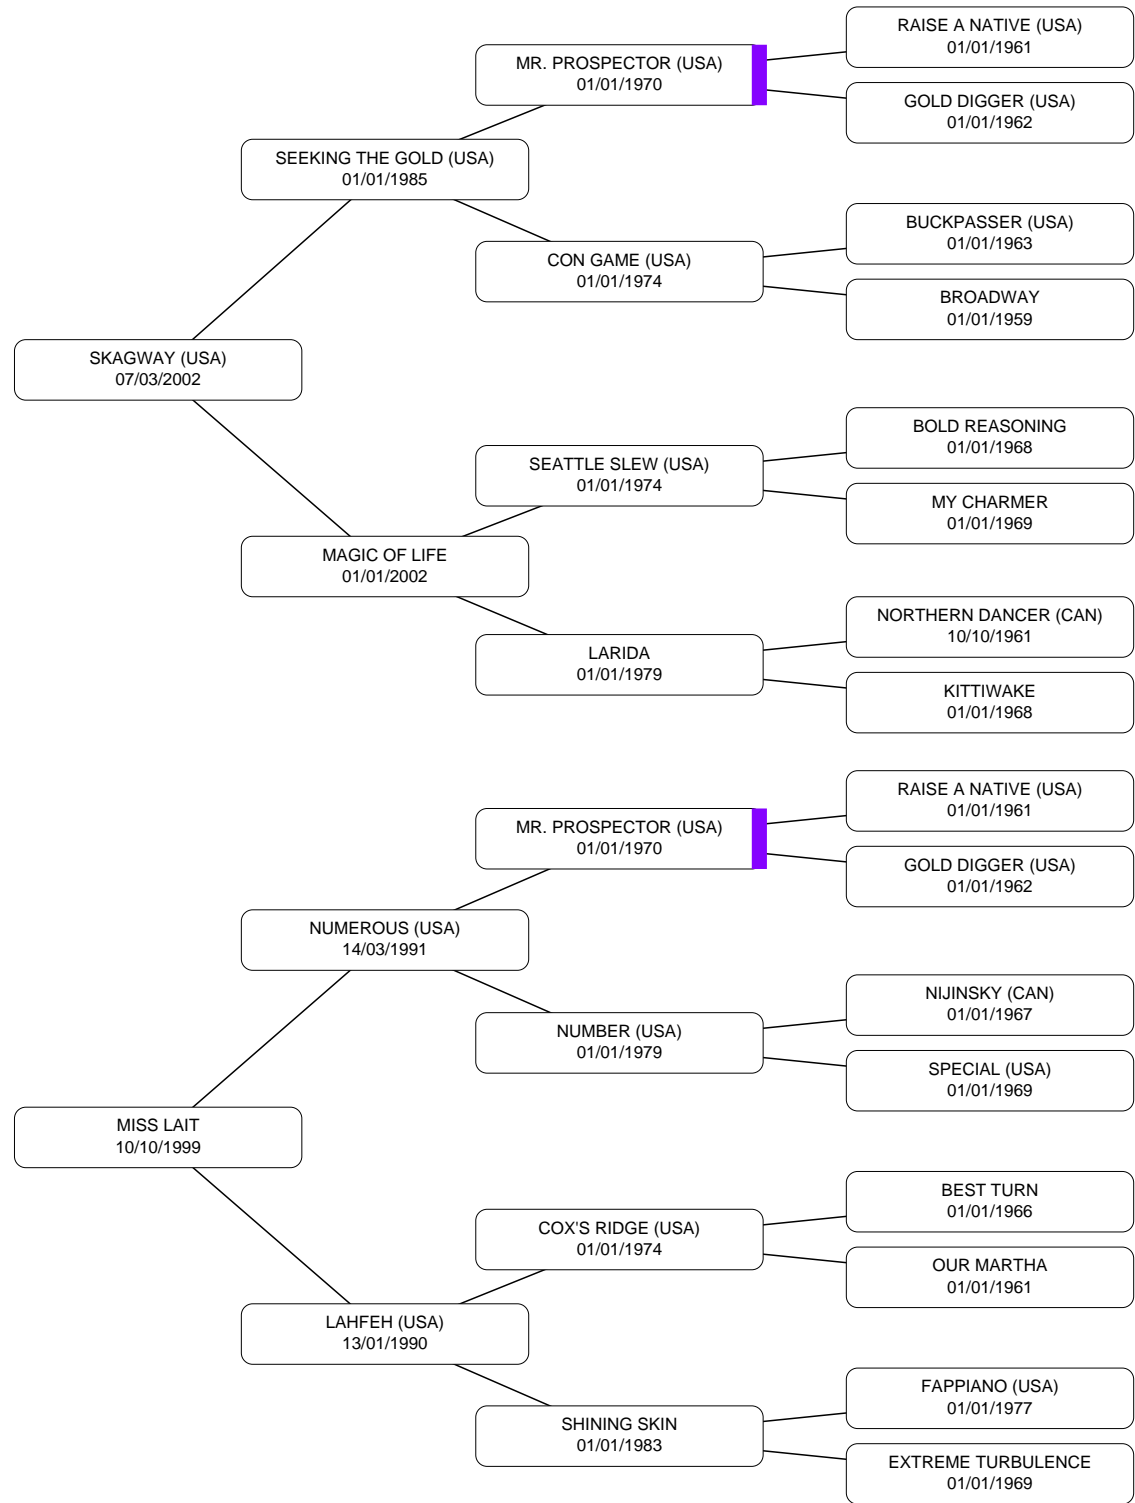 RAISE A NATIVE (USA)
01/01/1961
MR. PROSPECTOR (USA)
01/01/1970
GOLD DIGGER (USA)
01/01/1962
SEEKING THE GOLD (USA)
01/01/1985
BUCKPASSER (USA)
01/01/1963
CON GAME (USA)
01/01/1974
BROADWAY
01/01/1959
SKAGWAY (USA)
07/03/2002
BOLD REASONING
01/01/1968
SEATTLE SLEW (USA)
01/01/1974
MY CHARMER
01/01/1969
MAGIC OF LIFE
01/01/2002
NORTHERN DANCER (CAN)
10/10/1961
LARIDA
01/01/1979
KITTIWAKE
01/01/1968
RAISE A NATIVE (USA)
01/01/1961
MR. PROSPECTOR (USA)
01/01/1970
GOLD DIGGER (USA)
01/01/1962
NUMEROUS (USA)
14/03/1991
NIJINSKY (CAN)
01/01/1967
NUMBER (USA)
01/01/1979
SPECIAL (USA)
01/01/1969
MISS LAIT
10/10/1999
BEST TURN
01/01/1966
COX'S RIDGE (USA)
01/01/1974
OUR MARTHA
01/01/1961
LAHFEH (USA)
13/01/1990
FAPPIANO (USA)
01/01/1977
SHINING SKIN
01/01/1983
EXTREME TURBULENCE
01/01/1969